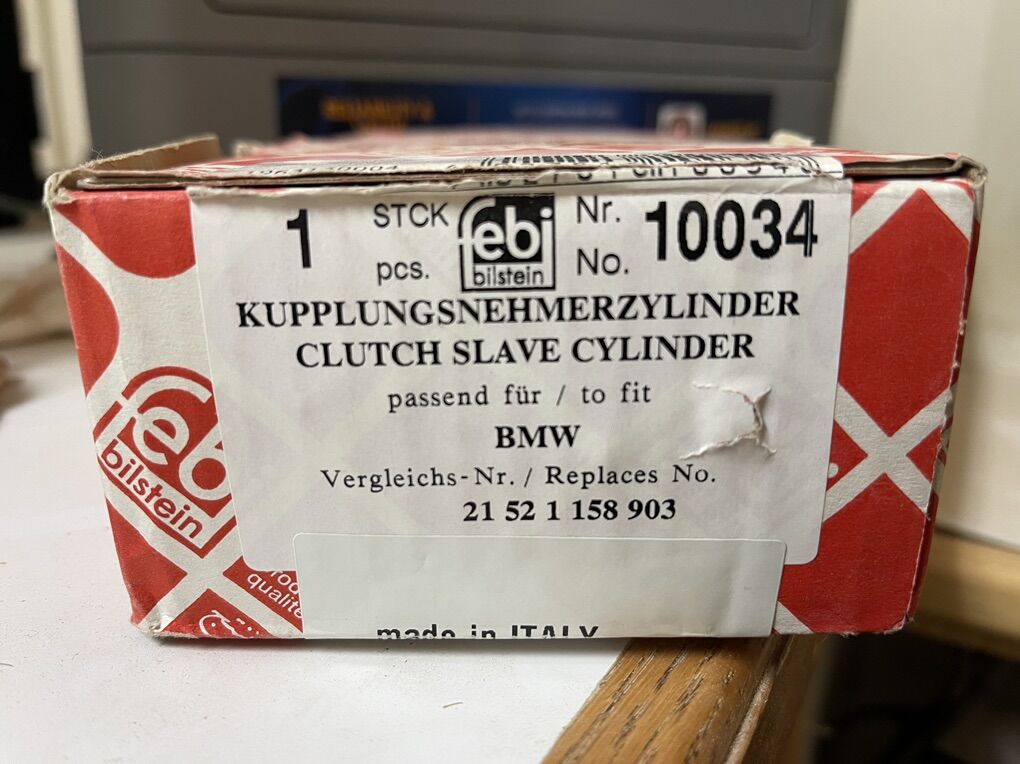 1 STCK pcs. febi bilstein Nr. No. 10034
KUPPLUNGSNEHMERZYLINDER
CLUTCH SLAVE CYLINDER
passend für / to fit
BMW
Vergleichs-Nr. / Replaces No.
21 52 1 158 903
made in ITALY
febi
bilstein
qualité